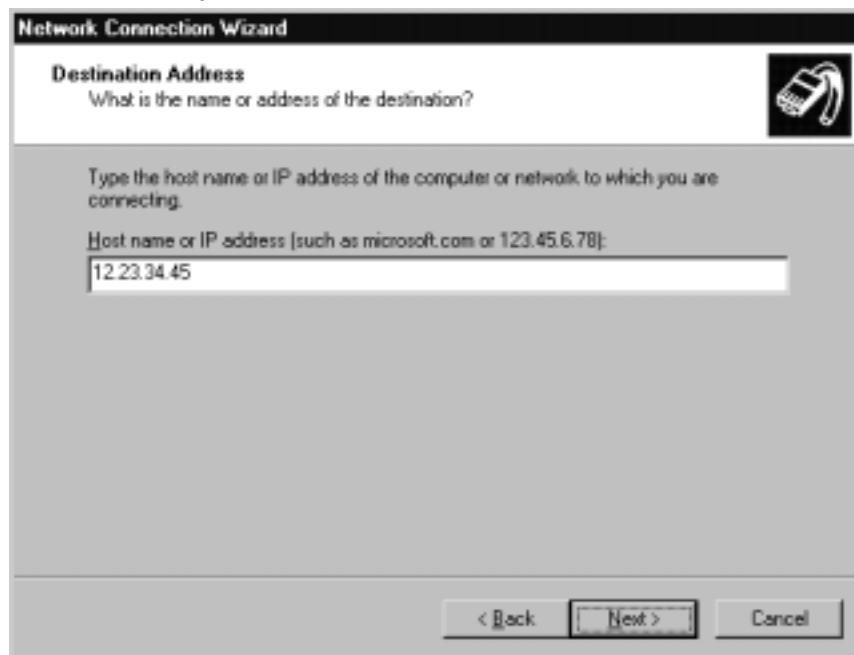 Network Connection Wizard
Destination Address
What is the name or address of the destination?
Type the host name or IP address of the computer or network to which you are
connecting.
Host name or IP address (such as microsoft.com or 123.45.6.78):
12.23.34.45
< Back
Next >
Cancel